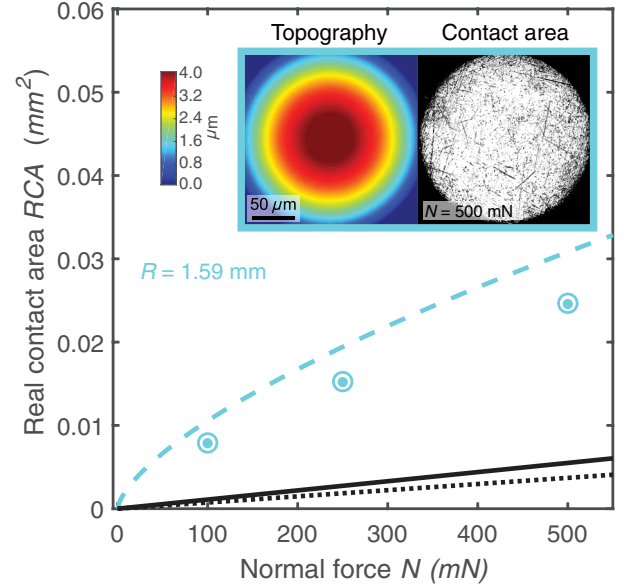 Real contact area RCA (mm²)
0.06
0.05
0.04
0.03
0.02
0.01
0
Topography
Contact area
4.0
3.2
2.4
1.6
0.8
0.0
μm
50 μm
N = 500 mN
R = 1.59 mm
0
100
200
300
400
500
Normal force N (mN)